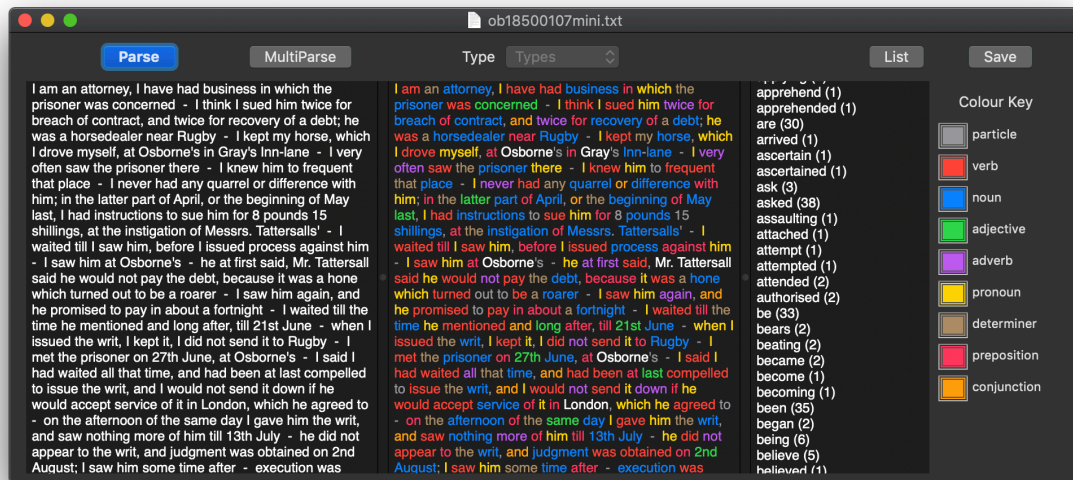 ob18500107mini.txt
Parse
MultiParse
Type
Types
List
Save
I am an attorney, I have had business in which the
prisoner was concerned - I think I sued him twice for
breach of contract, and twice for recovery of a debt; he
was a horsedealer near Rugby - I kept my horse, which
I drove myself, at Osborne's in Gray's Inn-lane - I very
often saw the prisoner there - I knew him to frequent
that place - I never had any quarrel or difference with
him; in the latter part of April, or the beginning of May
last, I had instructions to sue him for 8 pounds 15
shillings, at the instigation of Messrs. Tattersalls' - I
waited till I saw him, before I issued process against him
- I saw him at Osborne's - he at first said, Mr. Tattersall
said he would not pay the debt, because it was a hone
which turned out to be a roarer - I saw him again, and
he promised to pay in about a fortnight - I waited till the
time he mentioned and long after, till 21st June - when I
issued the writ, I kept it, I did not send it to Rugby - I
met the prisoner on 27th June, at Osborne's - I said I
had waited all that time, and had been at last compelled
to issue the writ, and I would not send it down if he
would accept service of it in London, which he agreed to
- on the afternoon of the same day I gave him the writ,
and saw nothing more of him till 13th July - he did not
appear to the writ, and judgment was obtained on 2nd
August; I saw him some time after - execution was
I am an attorney, I have had business in which the
prisoner was concerned - I think I sued him twice for
breach of contract, and twice for recovery of a debt; he
was a horsedealer near Rugby - I kept my horse, which
I drove myself, at Osborne's in Gray's Inn-lane - I very
often saw the prisoner there - I knew him to frequent
that place - I never had any quarrel or difference with
him; in the latter part of April, or the beginning of May
last, I had instructions to sue him for 8 pounds 15
shillings, at the instigation of Messrs. Tattersalls' - I
waited till I saw him, before I issued process against him
- I saw him at Osborne's - he at first said, Mr. Tattersall
said he would not pay the debt, because it was a hone
which turned out to be a roarer - I saw him again, and
he promised to pay in about a fortnight - I waited till the
time he mentioned and long after, till 21st June - when I
issued the writ, I kept it, I did not send it to Rugby - I
met the prisoner on 27th June, at Osborne's - I said I
had waited all that time, and had been at last compelled
to issue the writ, and I would not send it down if he
would accept service of it in London, which he agreed to
- on the afternoon of the same day I gave him the writ,
and saw nothing more of him till 13th July - he did not
appear to the writ, and judgment was obtained on 2nd
August; I saw him some time after - execution was
apprehend (1)
apprehended (1)
are (30)
arrived (1)
ascertain (1)
ascertained (1)
ask (3)
asked (38)
assaulting (1)
attached (1)
attempt (1)
attempted (1)
attended (2)
authorised (2)
be (33)
bears (2)
beating (2)
became (2)
become (1)
becoming (1)
been (35)
began (2)
being (6)
believe (5)
believed (1)
Colour Key
particle
verb
noun
adjective
adverb
pronoun
determiner
preposition
conjunction